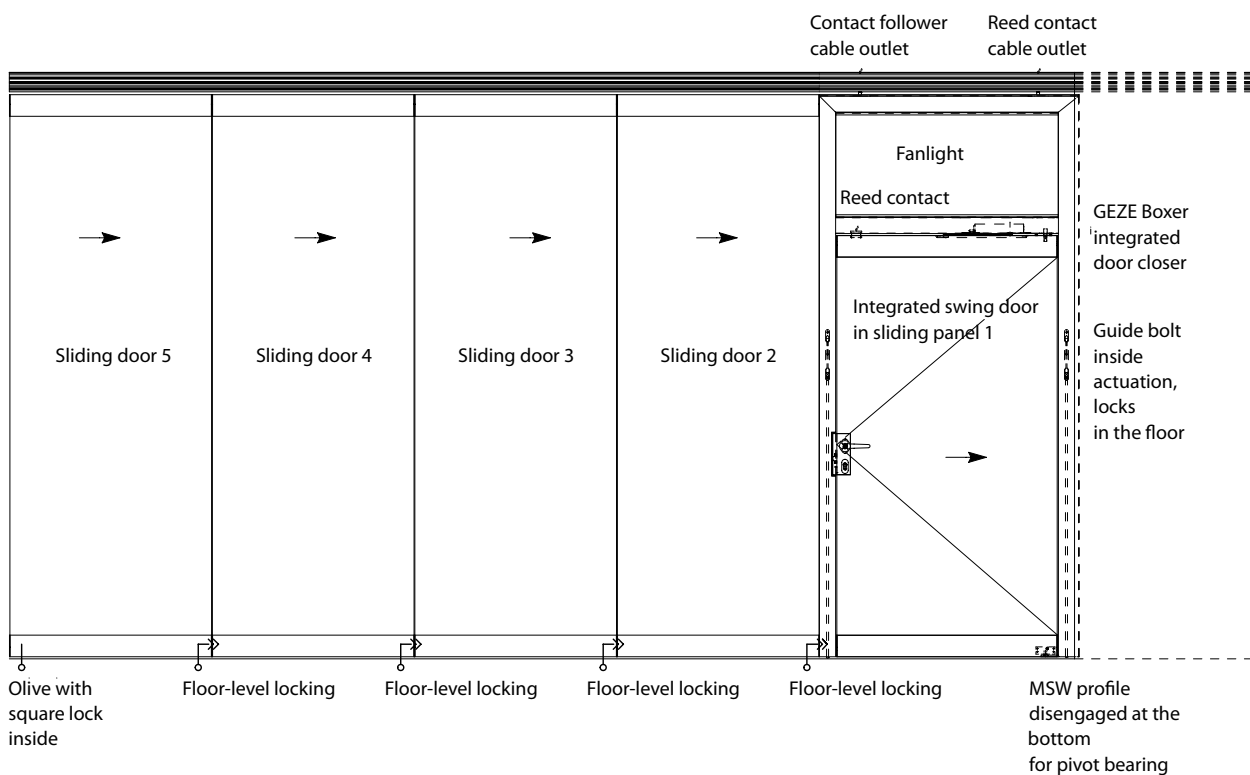 Contact follower
cable outlet
Reed contact
cable outlet
Fanlight
Reed contact
GEZE Boxer
integrated
door closer
Integrated swing door
in sliding panel 1
Guide bolt
inside
actuation,
locks
in the floor
Sliding door 5
Sliding door 4
Sliding door 3
Sliding door 2
Olive with
square lock
inside
Floor-level locking
Floor-level locking
Floor-level locking
Floor-level locking
MSW profile
disengaged at the
bottom
for pivot bearing